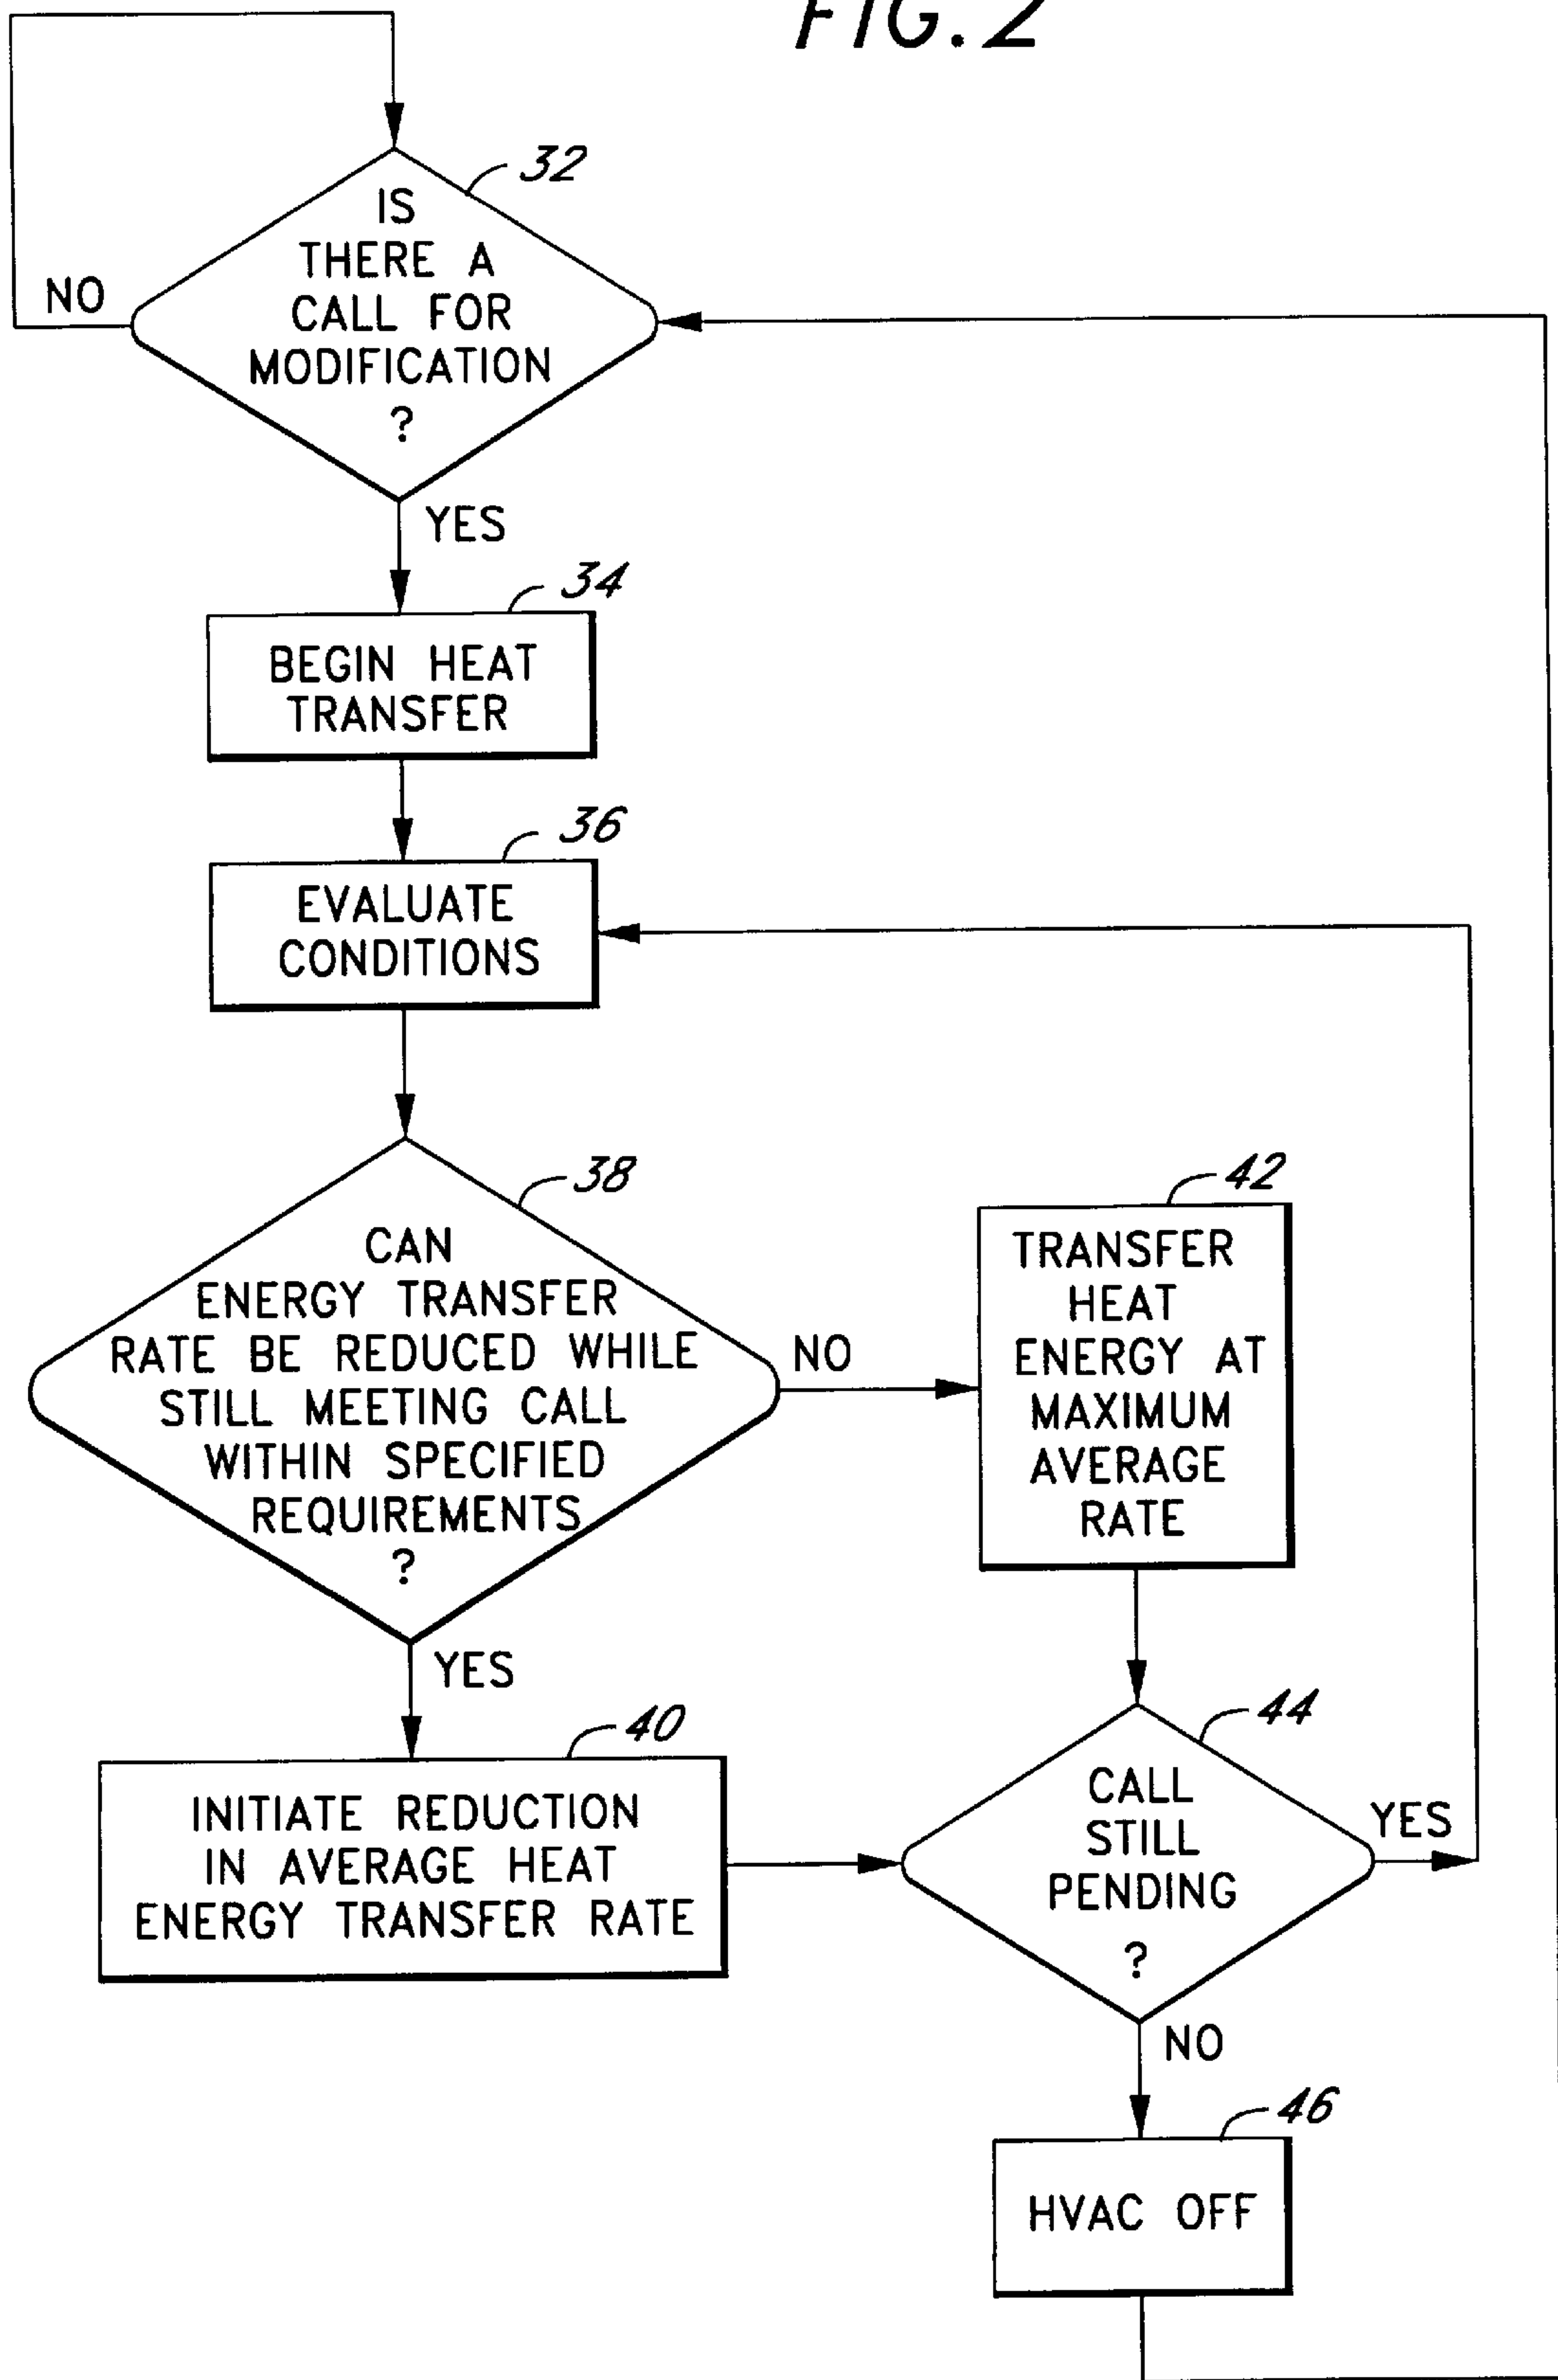 FIG. 2
32
IS
THERE A
CALL FOR
MODIFICATION
?
NO
YES
34
BEGIN HEAT
TRANSFER
36
EVALUATE
CONDITIONS
38
CAN
ENERGY TRANSFER
RATE BE REDUCED WHILE
STILL MEETING CALL
WITHIN SPECIFIED
REQUIREMENTS
?
NO
YES
42
TRANSFER
HEAT
ENERGY AT
MAXIMUM
AVERAGE
RATE
40
INITIATE REDUCTION
IN AVERAGE HEAT
ENERGY TRANSFER RATE
44
CALL
STILL
PENDING
?
YES
NO
46
HVAC OFF